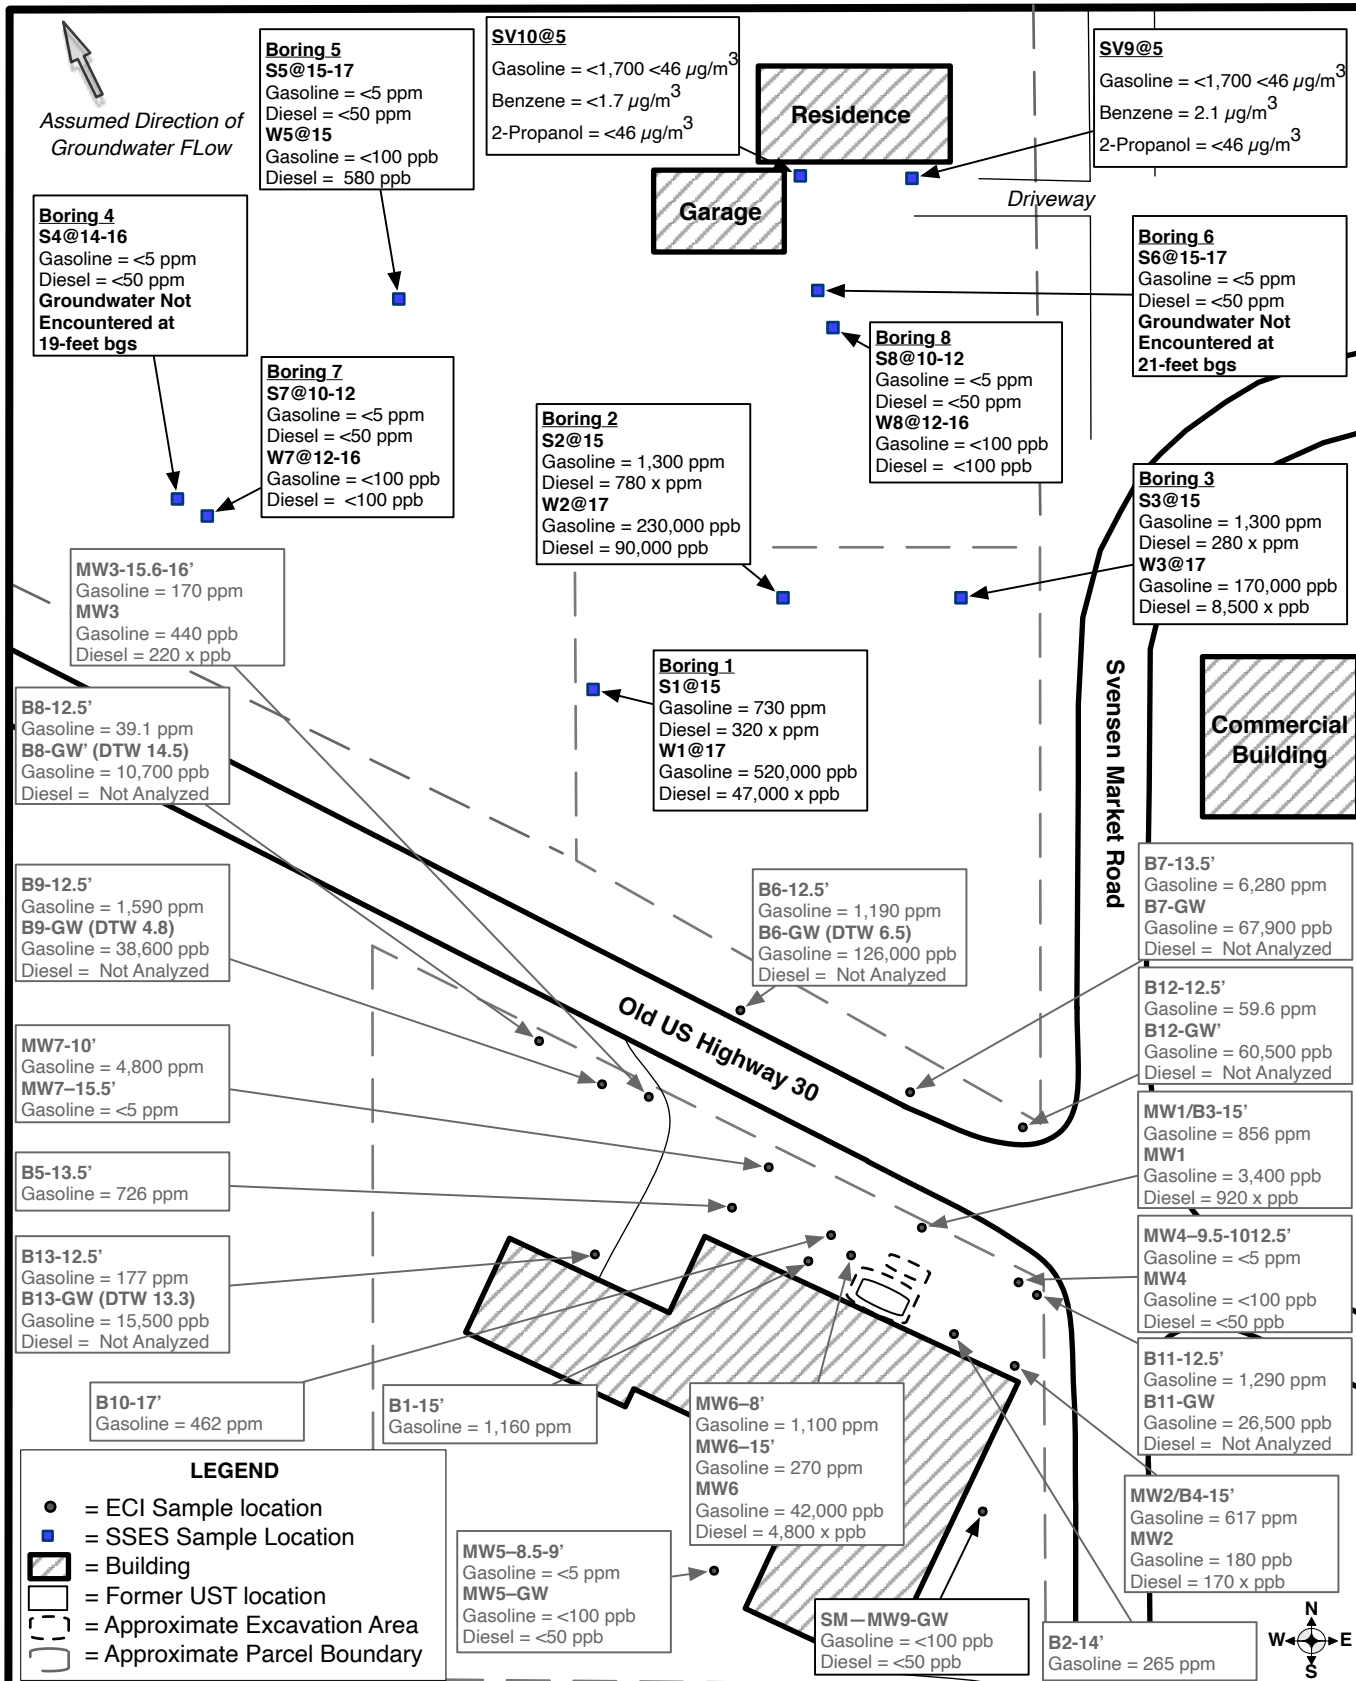 Assumed Direction of
Groundwater FLow
Boring 5
S5@15-17
Gasoline = <5 ppm
Diesel = <50 ppm
W5@15
Gasoline = <100 ppb
Diesel =  580 ppb
SV10@5
Gasoline = <1,700 <46 µg/m3
Benzene = <1.7 µg/m3
2-Propanol = <46 µg/m3
Residence
Garage
SV9@5
Gasoline = <1,700 <46 µg/m3
Benzene = 2.1 µg/m3
2-Propanol = <46 µg/m3
Driveway
Boring 4
S4@14-16
Gasoline = <5 ppm
Diesel = <50 ppm
Groundwater Not
Encountered at
19-feet bgs
Boring 6
S6@15-17
Gasoline = <5 ppm
Diesel = <50 ppm
Groundwater Not
Encountered at
21-feet bgs
Boring 7
S7@10-12
Gasoline = <5 ppm
Diesel = <50 ppm
W7@12-16
Gasoline = <100 ppb
Diesel =  <100 ppb
Boring 8
S8@10-12
Gasoline = <5 ppm
Diesel = <50 ppm
W8@12-16
Gasoline = <100 ppb
Diesel =  <100 ppb
Boring 2
S2@15
Gasoline = 1,300 ppm
Diesel = 780 x ppm
W2@17
Gasoline = 230,000 ppb
Diesel = 90,000 ppb
Boring 3
S3@15
Gasoline = 1,300 ppm
Diesel = 280 x ppm
W3@17
Gasoline = 170,000 ppb
Diesel = 8,500 x ppb
MW3-15.6-16'
Gasoline = 170 ppm
MW3
Gasoline = 440 ppb
Diesel = 220 x ppb
Boring 1
S1@15
Gasoline = 730 ppm
Diesel = 320 x ppm
W1@17
Gasoline = 520,000 ppb
Diesel = 47,000 x ppb
Svensen Market Road
Commercial
Building
B8-12.5'
Gasoline = 39.1 ppm
B8-GW' (DTW 14.5)
Gasoline = 10,700 ppb
Diesel =  Not Analyzed
B9-12.5'
Gasoline = 1,590 ppm
B9-GW (DTW 4.8)
Gasoline = 38,600 ppb
Diesel =  Not Analyzed
B6-12.5'
Gasoline = 1,190 ppm
B6-GW (DTW 6.5)
Gasoline = 126,000 ppb
Diesel =  Not Analyzed
B7-13.5'
Gasoline = 6,280 ppm
B7-GW
Gasoline = 67,900 ppb
Diesel = Not Analyzed
Old US Highway 30
B12-12.5'
Gasoline = 59.6 ppm
B12-GW'
Gasoline = 60,500 ppb
Diesel =  Not Analyzed
MW7-10'
Gasoline = 4,800 ppm
MW7–15.5'
Gasoline = <5 ppm
MW1/B3-15'
Gasoline = 856 ppm
MW1
Gasoline = 3,400 ppb
Diesel = 920 x ppb
B5-13.5'
Gasoline = 726 ppm
B13-12.5'
Gasoline = 177 ppm
B13-GW (DTW 13.3)
Gasoline = 15,500 ppb
Diesel =  Not Analyzed
MW4–9.5-1012.5'
Gasoline = <5 ppm
MW4
Gasoline = <100 ppb
Diesel = <50 ppb
B11-12.5'
Gasoline = 1,290 ppm
B11-GW
Gasoline = 26,500 ppb
Diesel =  Not Analyzed
B10-17'
Gasoline = 462 ppm
B1-15'
Gasoline = 1,160 ppm
MW6–8'
Gasoline = 1,100 ppm
MW6–15'
Gasoline = 270 ppm
MW6
Gasoline = 42,000 ppb
Diesel = 4,800 x ppb
MW2/B4-15'
Gasoline = 617 ppm
MW2
Gasoline = 180 ppb
Diesel = 170 x ppb
MW5–8.5-9'
Gasoline = <5 ppm
MW5–GW
Gasoline = <100 ppb
Diesel = <50 ppb
SM—MW9-GW
Gasoline = <100 ppb
Diesel = <50 ppb
B2-14'
Gasoline = 265 ppm
LEGEND
= ECI Sample location
= SSES Sample Location
= Building
= Former UST location
= Approximate Excavation Area
= Approximate Parcel Boundary
N
W E
S